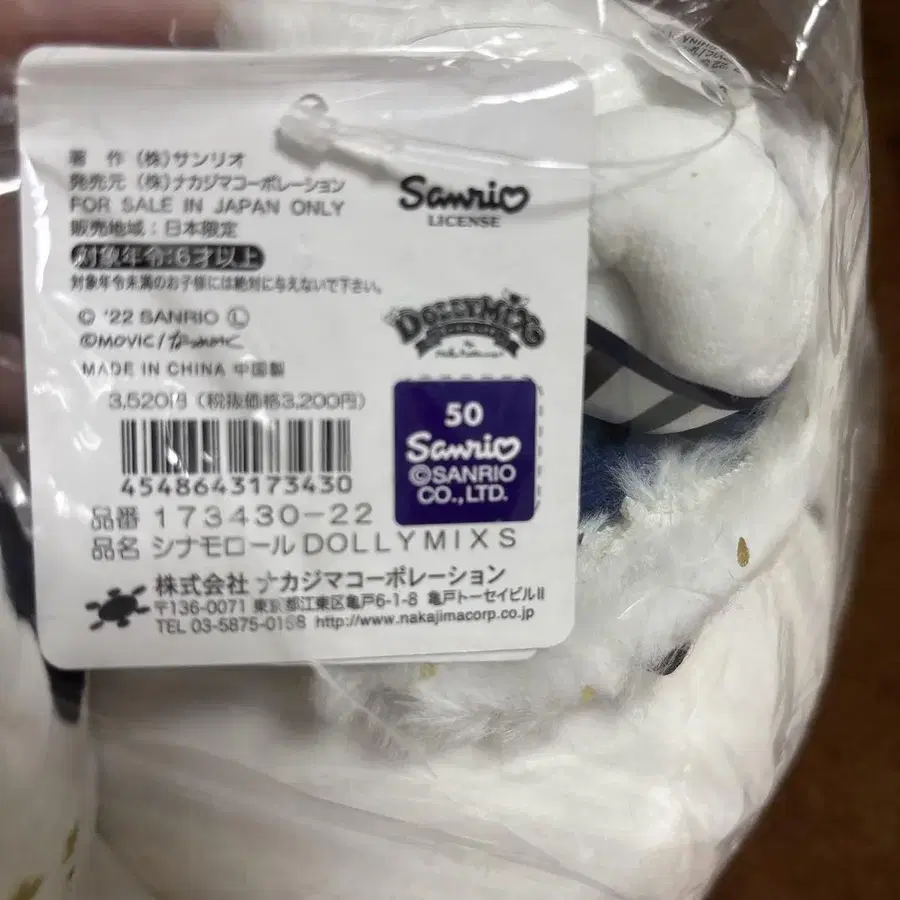 著 作 (株)サンリオ
発売元 (株)ナカジマコーポレーション
FOR SALE IN JAPAN ONLY
販売地域:日本限定
対象年令:6才以上
対象年令未満のお子様には絶対に与えないで下さい。
© '22 SANRIO Ⓛ
©MOVIC/
MADE IN CHINA 中国製
3,520円 (税抜価格3,200円)
4548643173430
品番 173430-22
品名 シナモロール DOLLYMIX S
Sanrio
LICENSE
DOLLYMIX
50
Sanrio
©SANRIO
CO.,LTD.
株式会社 ナカジマコーポレーション
〒136-0071 東京都江東区亀戸6-1-8 亀戸トーセイビルⅡ
TEL 03-5875-0158 http://www.nakajimacorp.co.jp